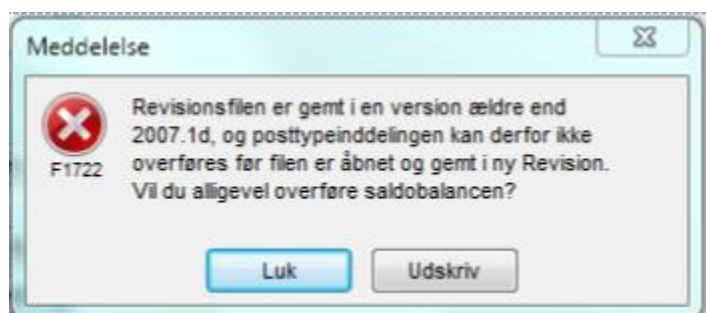 Meddelelse
Revisionsfilen er gemt i en version ældre end
2007.1d, og posttypeinddelingen kan derfor ikke
overføres før filen er åbnet og gemt i ny Revision.
Vil du alligevel overføre saldobalancen?
F1722
Luk
Udskriv